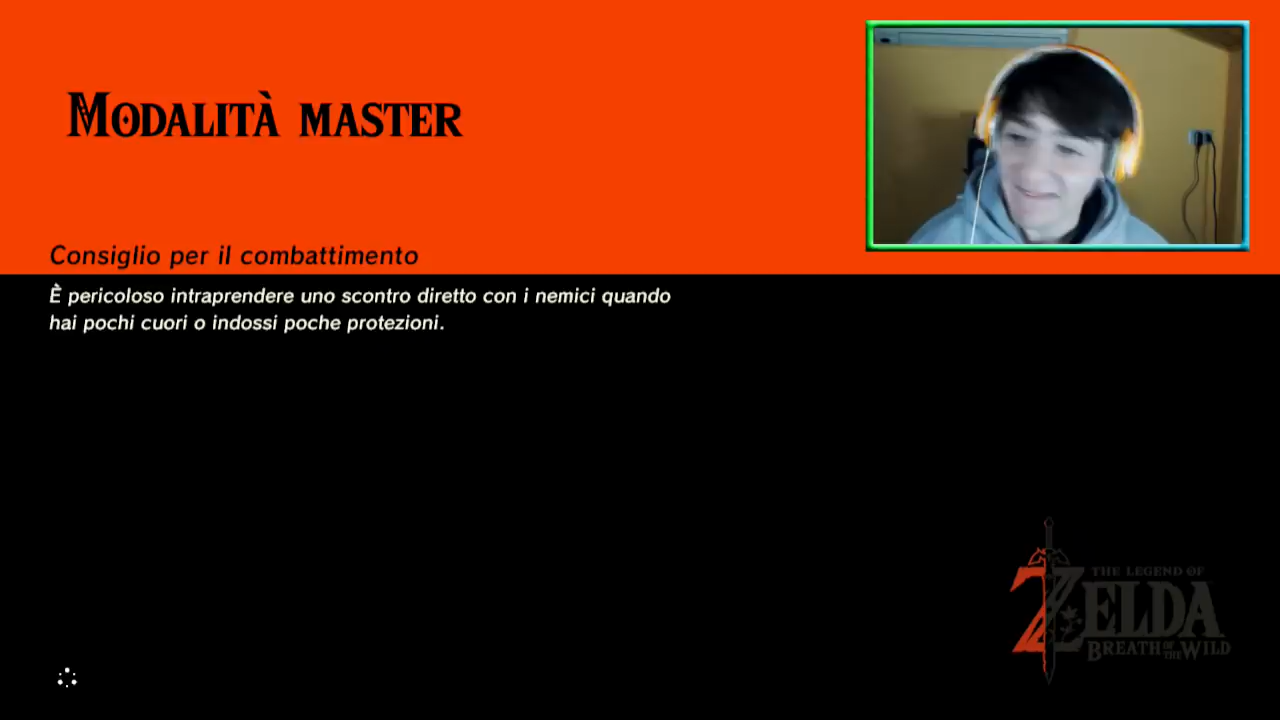 Modalità master
Consiglio per il combattimento
È pericoloso intraprendere uno scontro diretto con i nemici quando
hai pochi cuori o indossi poche protezioni.
THE LEGEND OF
ZELDA
BREATH OF THE WILD